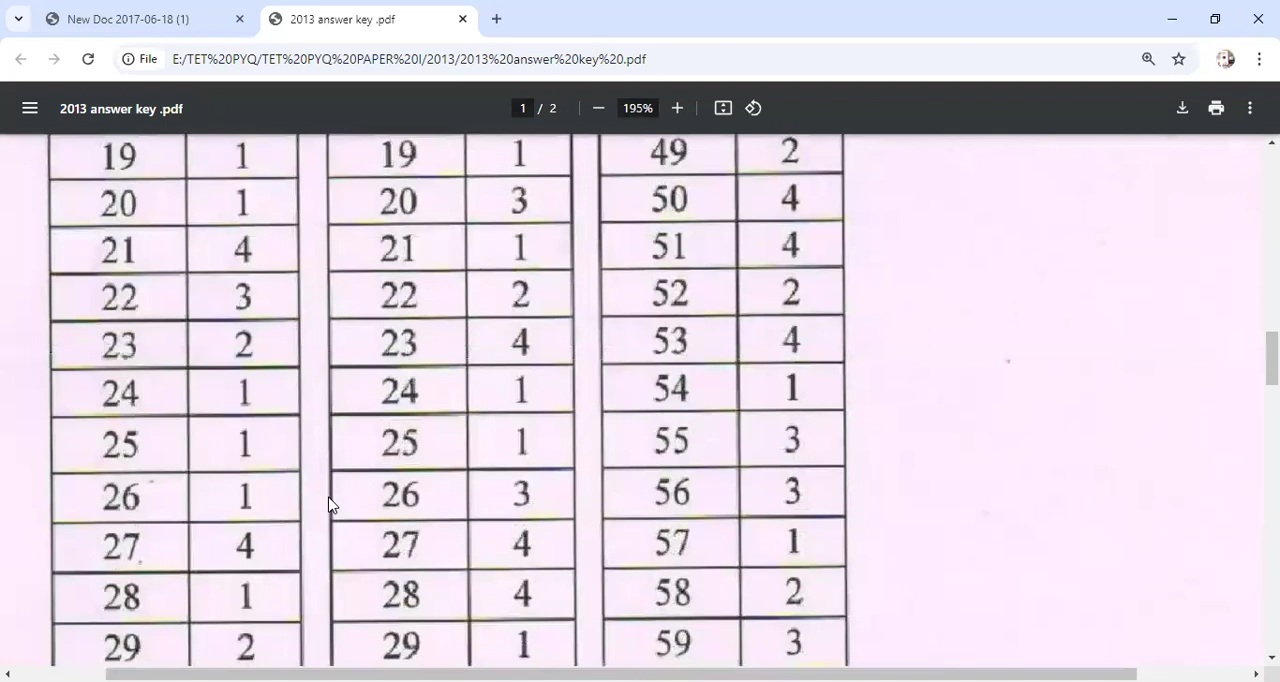 New Doc 2017-06-18 (1)
2013 answer key .pdf
File
E:/TET%20PYQ/TET%20PYQ%20PAPER%20I/2013/2013%20answer%20key%20.pdf
2013 answer key .pdf
1 / 2
195%
19 1 19 1 49 2
20 1 20 3 50 4
21 4 21 1 51 4
22 3 22 2 52 2
23 2 23 4 53 4
24 1 24 1 54 1
25 1 25 1 55 3
26 1 26 3 56 3
27 4 27 4 57 1
28 1 28 4 58 2
29 2 29 1 59 3